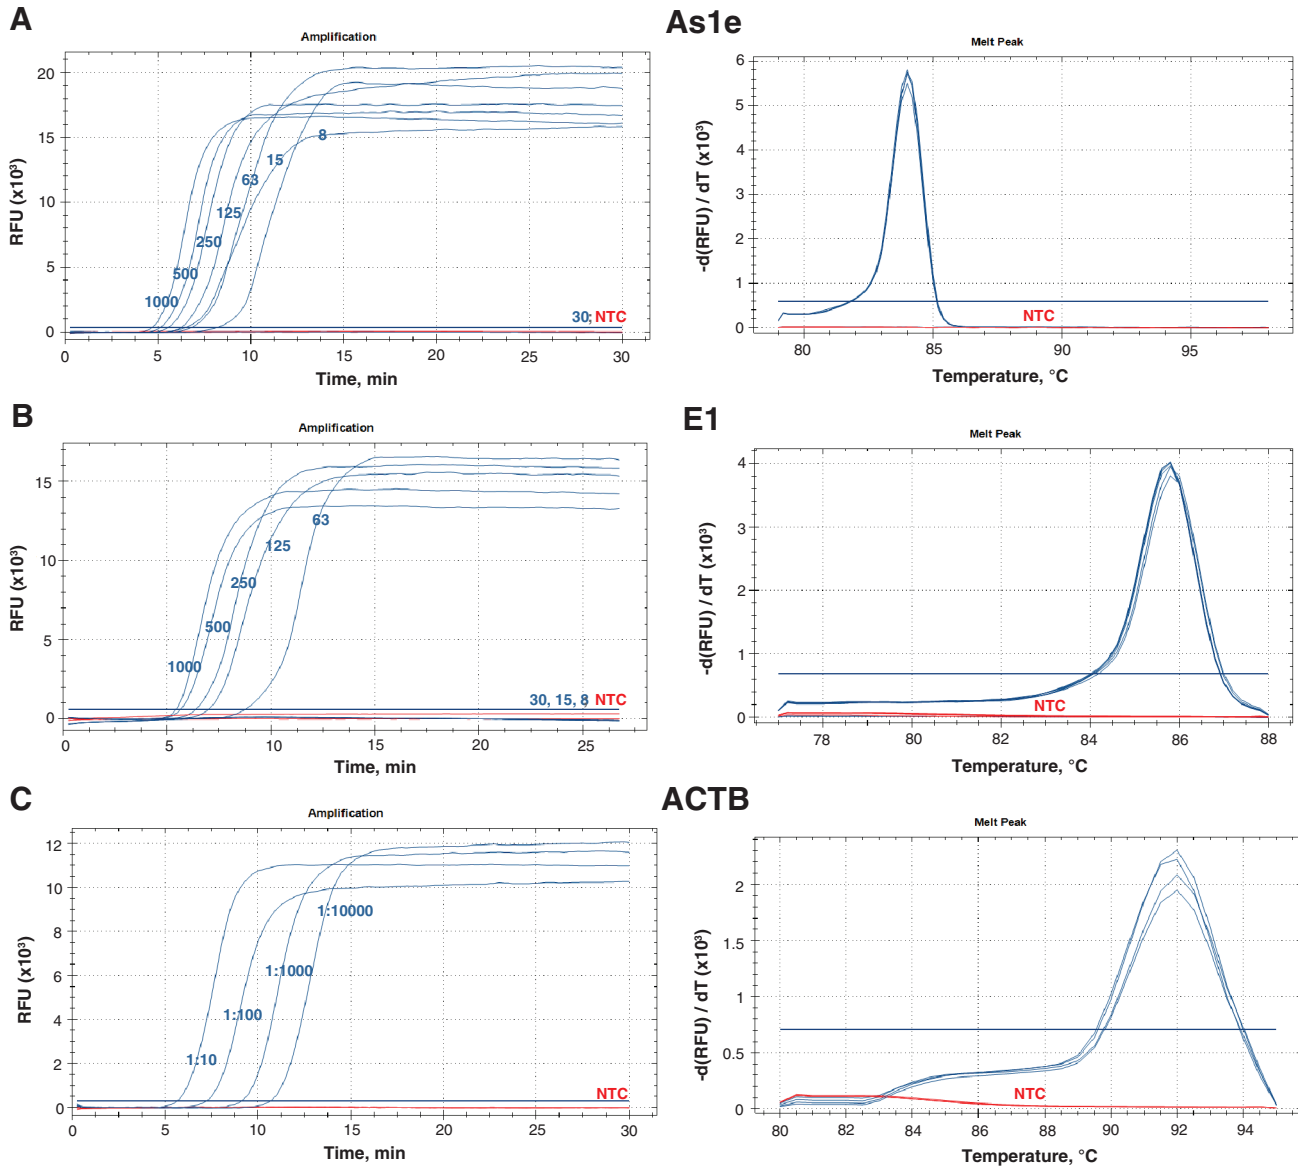 A
Amplification
RFU (x10³)
20
15
10
5
0
8
15
63
125
250
500
1000
30; NTC
0 5 10 15 20 25 30
Time, min
As1e
Melt Peak
-d(RFU) / dT (x10³)
6
5
4
3
2
1
0
NTC
80 85 90 95
Temperature, °C
B
Amplification
RFU (x10³)
15
10
5
0
63
125
250
500
1000
30, 15, 8 NTC
0 5 10 15 20 25
Time, min
E1
Melt Peak
-d(RFU) / dT (x10³)
4
3
2
1
0
NTC
78 80 82 84 86 88
Temperature, °C
C
Amplification
RFU (x10³)
12
10
8
6
4
2
0
1:10000
1:1000
1:100
1:10
NTC
0 5 10 15 20 25 30
Time, min
ACTB
Melt Peak
-d(RFU) / dT (x10³)
2
1.5
1
0.5
0
NTC
80 82 84 86 88 90 92 94
Temperature, °C